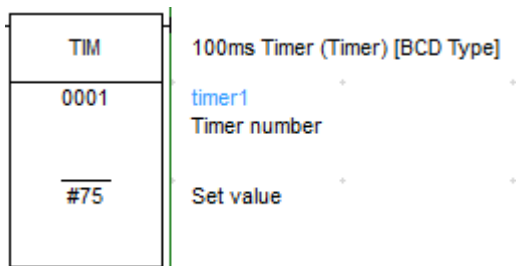 TIM 100ms Timer (Timer) [BCD Type]
0001 timer1
Timer number
#75 Set value